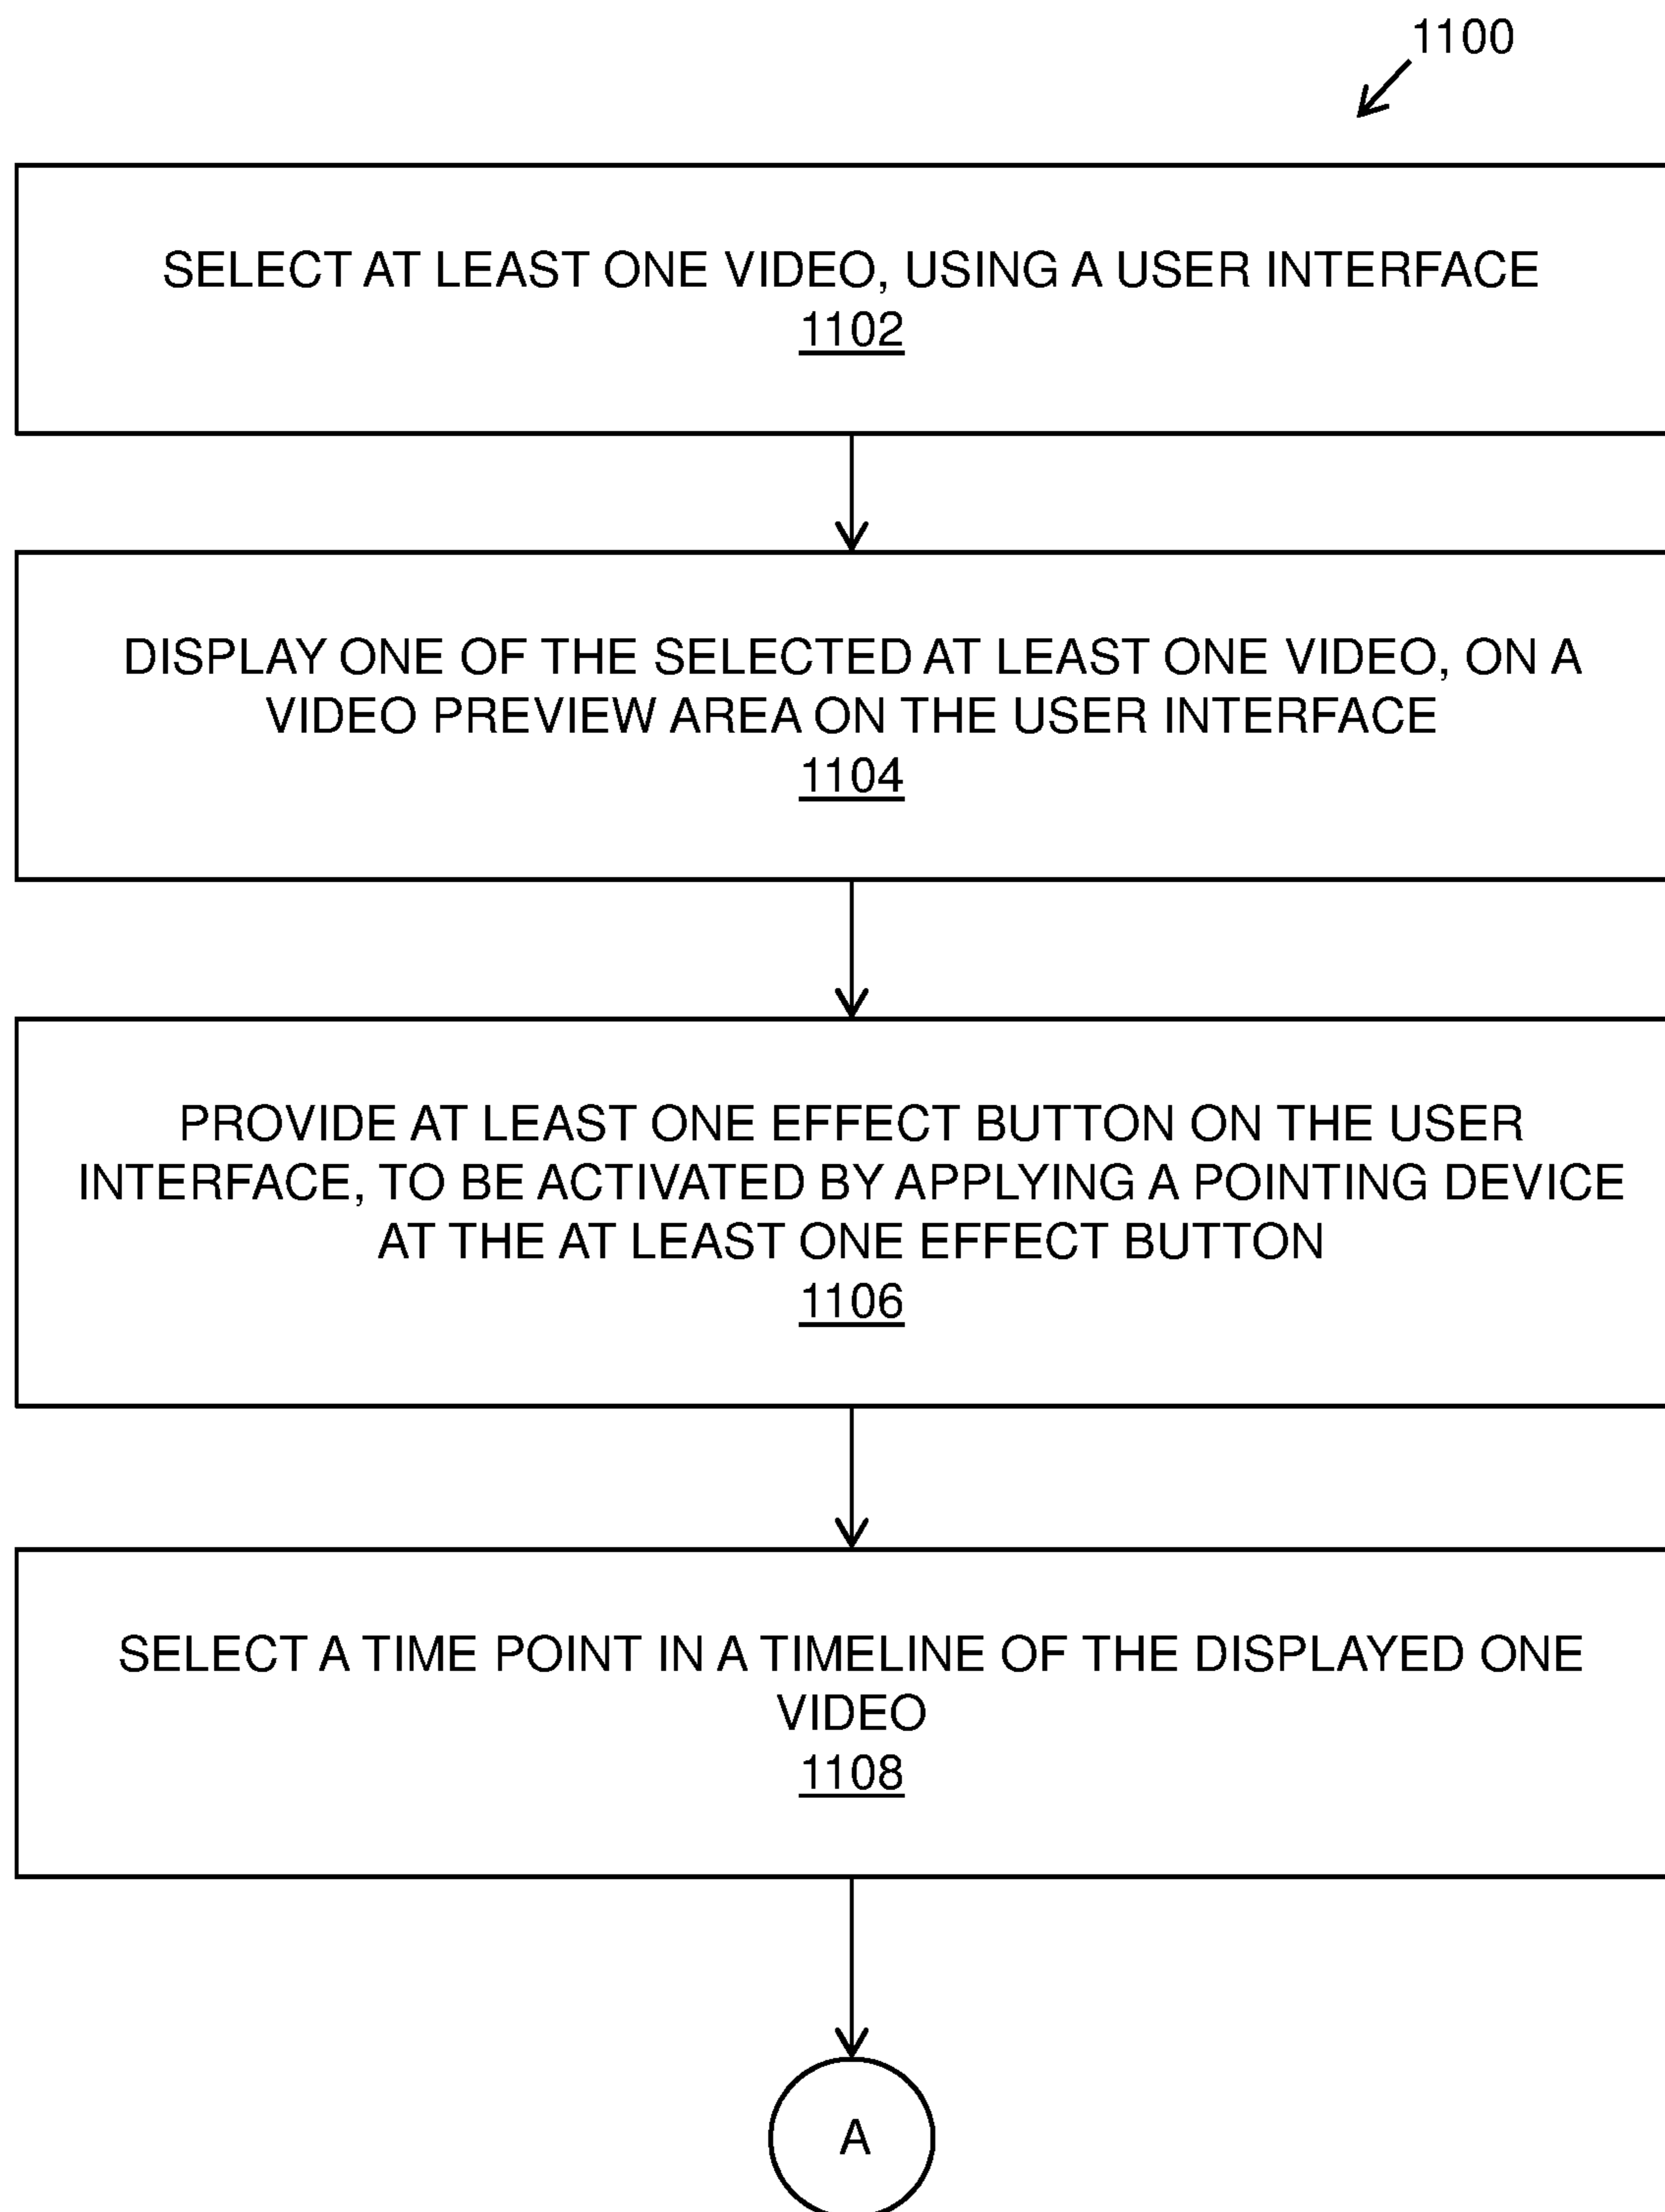 1100
SELECT AT LEAST ONE VIDEO, USING A USER INTERFACE
1102
DISPLAY ONE OF THE SELECTED AT LEAST ONE VIDEO, ON A
VIDEO PREVIEW AREA ON THE USER INTERFACE
1104
PROVIDE AT LEAST ONE EFFECT BUTTON ON THE USER
INTERFACE, TO BE ACTIVATED BY APPLYING A POINTING DEVICE
AT THE AT LEAST ONE EFFECT BUTTON
1106
SELECT A TIME POINT IN A TIMELINE OF THE DISPLAYED ONE
VIDEO
1108
A